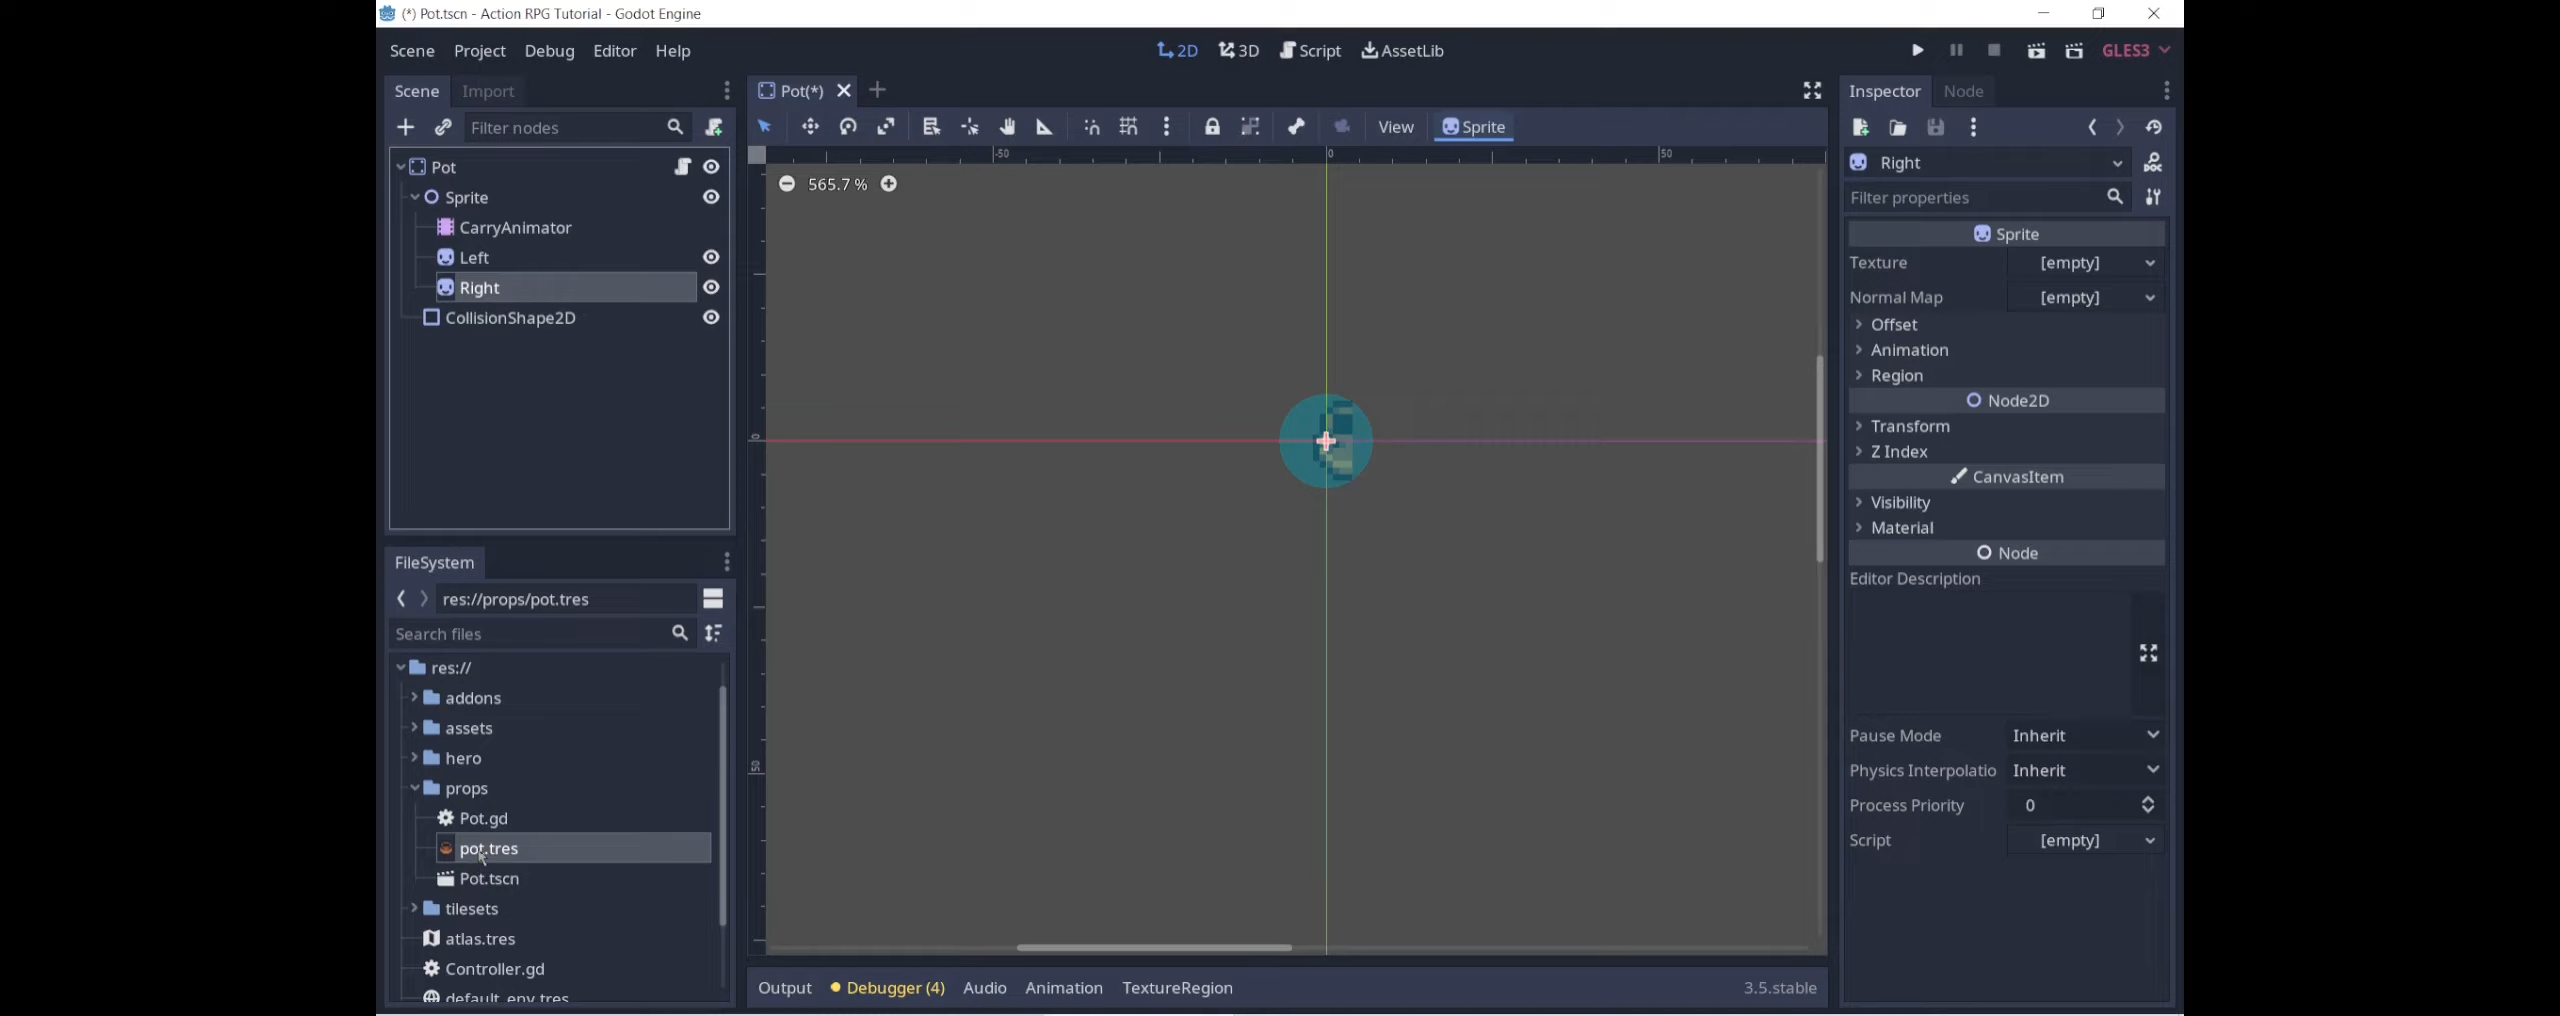 (*) Pot.tscn - Action RPG Tutorial - Godot Engine
Scene Project Debug Editor Help
2D 3D Script AssetLib
GLES3
Scene Import
Filter nodes
Pot
Sprite
CarryAnimator
Left
Right
CollisionShape2D
FileSystem
res://props/pot.tres
Search files
res://
addons
assets
hero
props
Pot.gd
pot.tres
Pot.tscn
tilesets
atlas.tres
Controller.gd
default_env.tres
Pot(*)
View Sprite
-50 0 50
565.7 %
0
50
Output Debugger (4) Audio Animation TextureRegion 3.5.stable
Inspector Node
Right
Filter properties
Sprite
Texture [empty]
Normal Map [empty]
Offset
Animation
Region
Node2D
Transform
Z Index
CanvasItem
Visibility
Material
Node
Editor Description
Pause Mode Inherit
Physics Interpolatio Inherit
Process Priority 0
Script [empty]